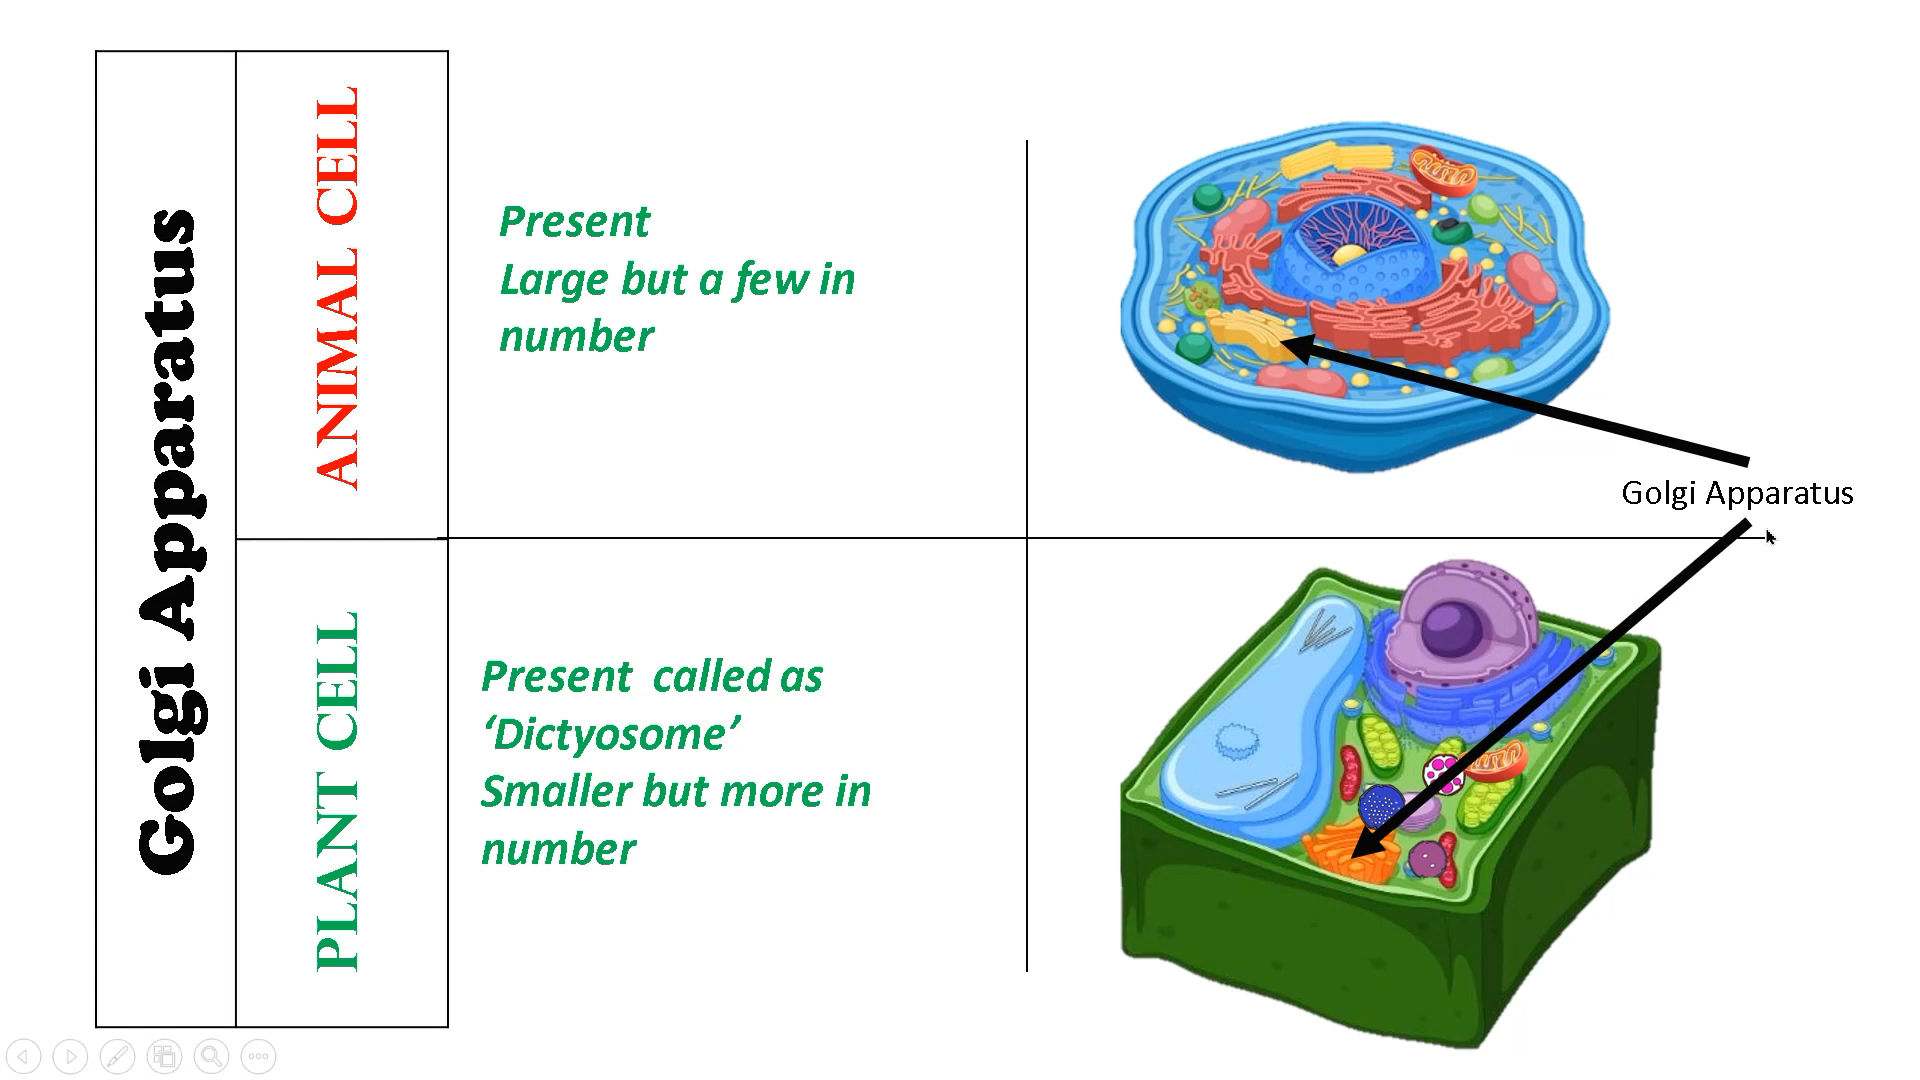 Golgi Apparatus
ANIMAL CELL
Present
Large but a few in
number
Golgi Apparatus
PLANT CELL
Present called as
‘Dictyosome’
Smaller but more in
number